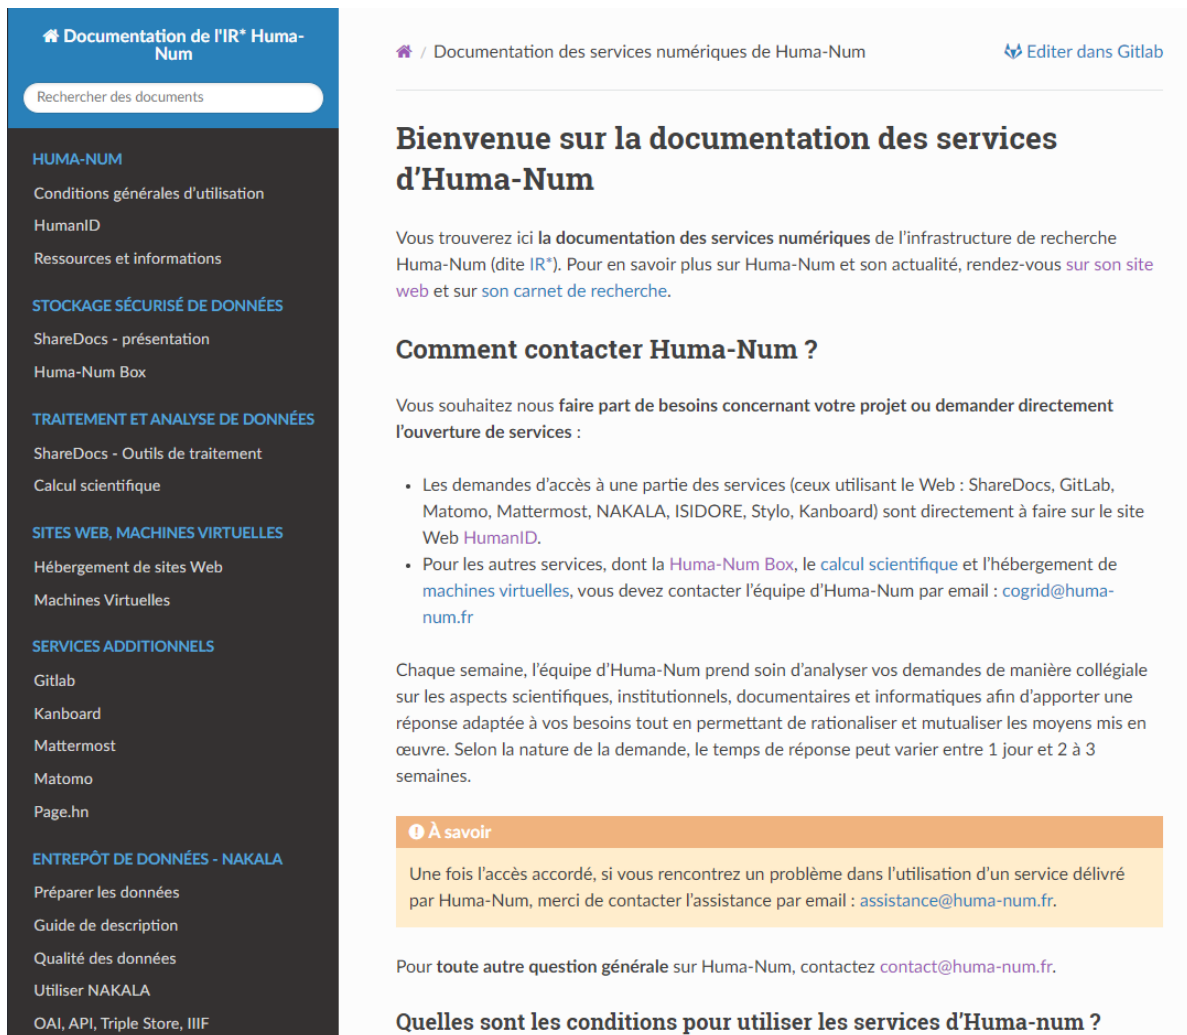 Documentation de l'IR* Huma-
Num
Rechercher des documents
HUMA-NUM
Conditions générales d’utilisation
HumanID
Ressources et informations
STOCKAGE SÉCURISÉ DE DONNÉES
ShareDocs - présentation
Huma-Num Box
TRAITEMENT ET ANALYSE DE DONNÉES
ShareDocs - Outils de traitement
Calcul scientifique
SITES WEB, MACHINES VIRTUELLES
Hébergement de sites Web
Machines Virtuelles
SERVICES ADDITIONNELS
Gitlab
Kanboard
Mattermost
Matomo
Page.hn
ENTREPÔT DE DONNÉES - NAKALA
Préparer les données
Guide de description
Qualité des données
Utiliser NAKALA
OAI, API, Triple Store, IIIF
/ Documentation des services numériques de Huma-Num
Editer dans Gitlab
Bienvenue sur la documentation des services
d’Huma-Num
Vous trouverez ici la documentation des services numériques de l’infrastructure de recherche
Huma-Num (dite IR*). Pour en savoir plus sur Huma-Num et son actualité, rendez-vous sur son site
web et sur son carnet de recherche.
Comment contacter Huma-Num ?
Vous souhaitez nous faire part de besoins concernant votre projet ou demander directement
l’ouverture de services :
• Les demandes d’accès à une partie des services (ceux utilisant le Web : ShareDocs, GitLab,
Matomo, Mattermost, NAKALA, ISIDORE, Stylo, Kanboard) sont directement à faire sur le site
Web HumanID.
• Pour les autres services, dont la Huma-Num Box, le calcul scientifique et l’hébergement de
machines virtuelles, vous devez contacter l’équipe d’Huma-Num par email : cogrid@huma-
num.fr
Chaque semaine, l’équipe d’Huma-Num prend soin d’analyser vos demandes de manière collégiale
sur les aspects scientifiques, institutionnels, documentaires et informatiques afin d’apporter une
réponse adaptée à vos besoins tout en permettant de rationaliser et mutualiser les moyens mis en
œuvre. Selon la nature de la demande, le temps de réponse peut varier entre 1 jour et 2 à 3
semaines.
À savoir
Une fois l’accès accordé, si vous rencontrez un problème dans l’utilisation d’un service délivré
par Huma-Num, merci de contacter l’assistance par email : assistance@huma-num.fr.
Pour toute autre question générale sur Huma-Num, contactez contact@huma-num.fr.
Quelles sont les conditions pour utiliser les services d’Huma-num ?